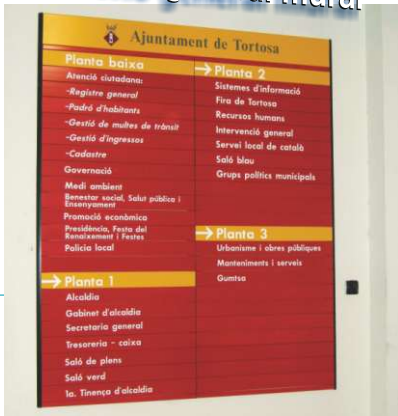 al mural
Ajuntament de Tortosa
Planta baixa
Atenció ciutadana:
-Registre general
-Padró d'habitants
-Gestió de multes de trànsit
-Gestió d'ingressos
-Cadastre
Governació
Medi ambient
Benestar social, Salut pública i
Ensenyament
Promoció econòmica
Presidència, Festa del
Renaixement i Festes
Policia local
→ Planta 1
Alcaldia
Gabinet d'alcaldia
Secretaria general
Tresoreria - caixa
Saló de plens
Saló verd
1a. Tinença d'alcaldia
→ Planta 2
Sistemes d'informació
Fira de Tortosa
Recursos humans
Intervenció general
Servei local de català
Saló blau
Grups polítics municipals
→ Planta 3
Urbanisme i obres públiques
Manteniments i serveis
Gumtsa